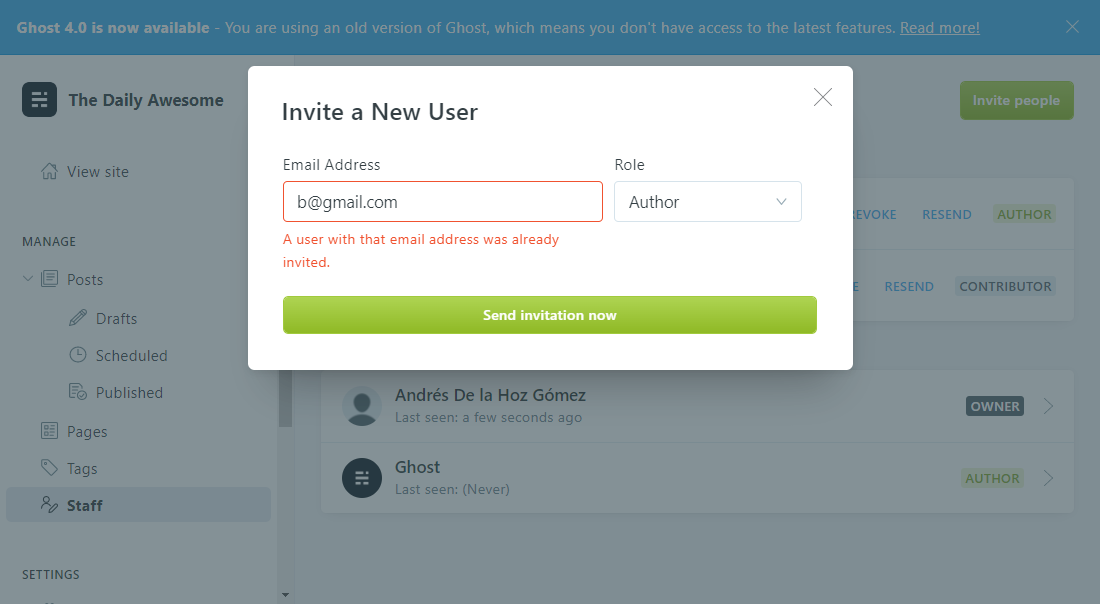 Ghost 4.0 is now available - You are using an old version of Ghost, which means you don't have access to the latest features. Read more!
The Daily Awesome
Invite people
View site
MANAGE
Posts
Drafts
Scheduled
Published
Pages
Tags
Staff
SETTINGS
Invite a New User
Email Address
Role
b@gmail.com
Author
A user with that email address was already
invited.
Send invitation now
RESEND AUTHOR
RESEND CONTRIBUTOR
Andrés De la Hoz Gómez
Last seen: a few seconds ago
OWNER
Ghost
Last seen: (Never)
AUTHOR